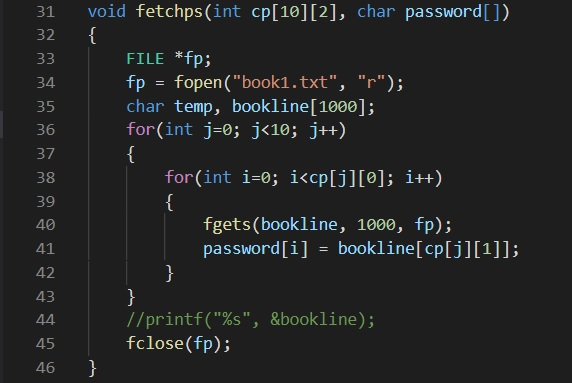 31 void fetchps(int cp[10][2], char password[])
32 {
33 FILE *fp;
34 fp = fopen("book1.txt", "r");
35 char temp, bookline[1000];
36 for(int j=0; j<10; j++)
37 {
38 for(int i=0; i<cp[j][0]; i++)
39 {
40 fgets(bookline, 1000, fp);
41 password[i] = bookline[cp[j][1]];
42 }
43 }
44 //printf("%s", &bookline);
45 fclose(fp);
46 }